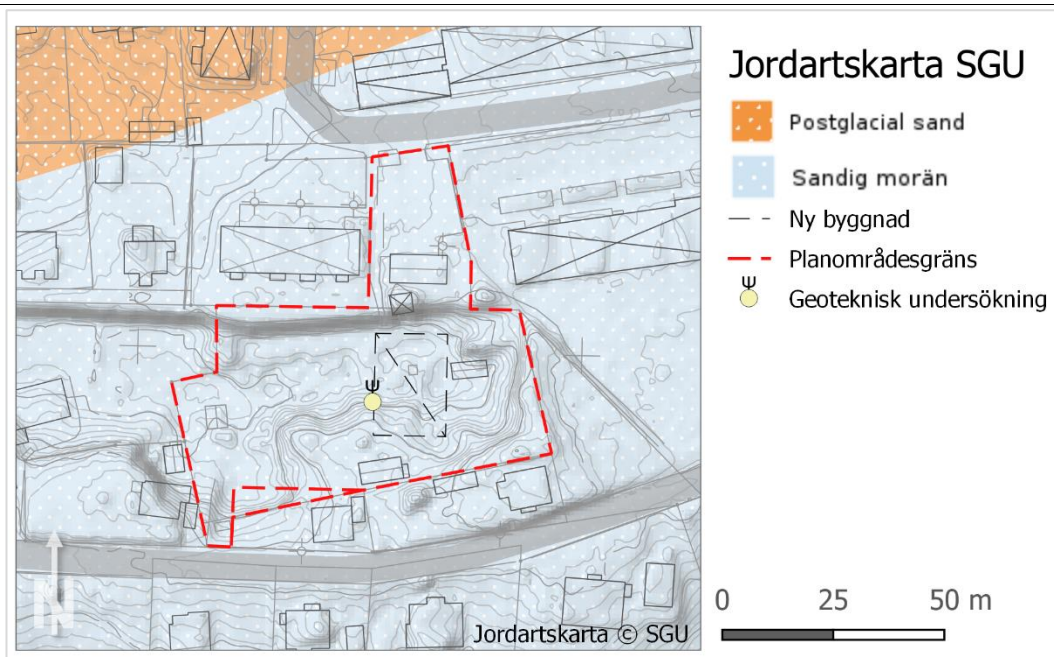 Jordartskarta SGU
Postglacial sand
Sandig morän
Ny byggnad
Planområdesgräns
Geoteknisk undersökning
0 25 50 m
N
Jordartskarta © SGU